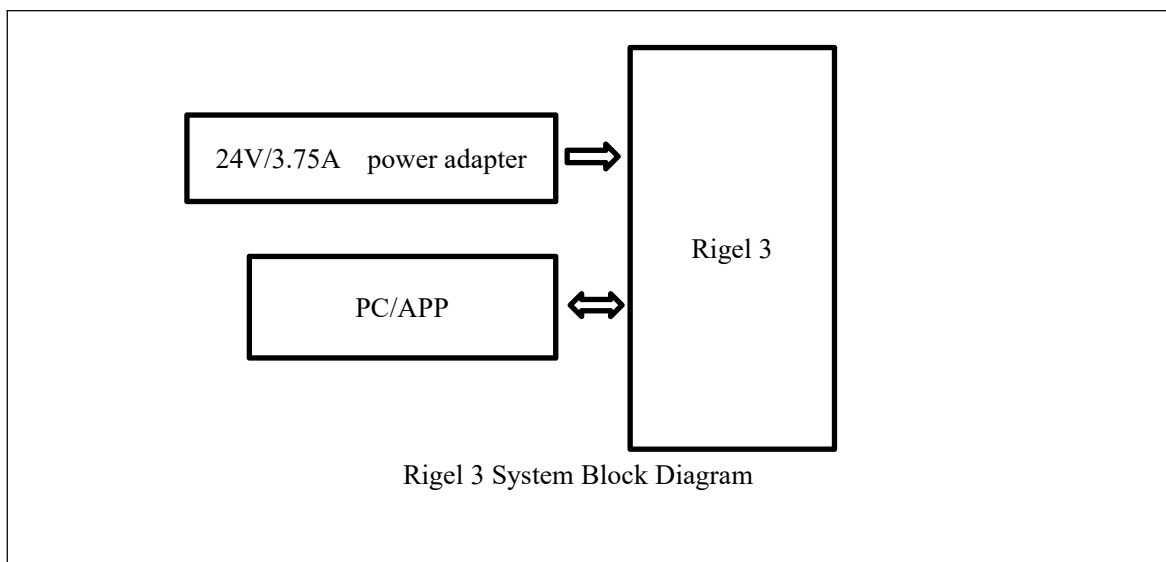 24V/3.75A power adapter
Rigel 3
PC/APP
Rigel 3 System Block Diagram